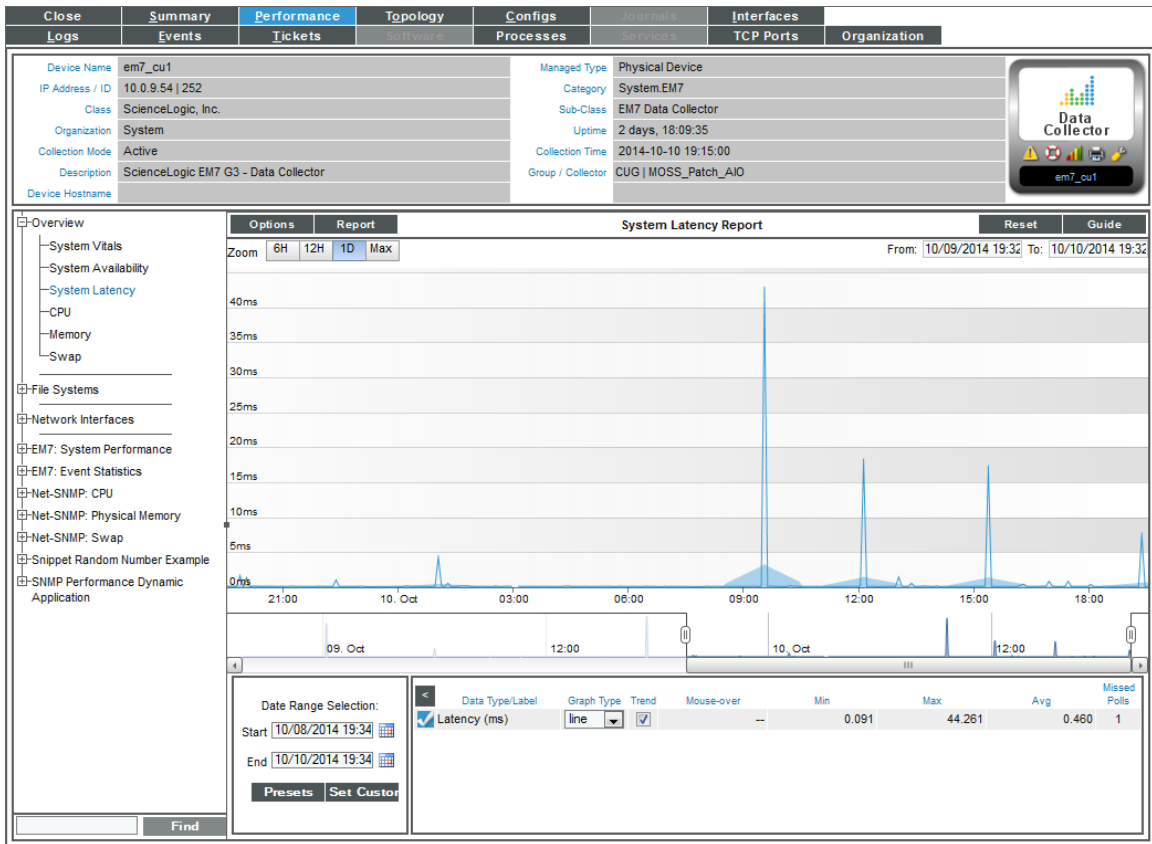 Close Summary Performance Topology Configs Journals Interfaces
Logs Events Tickets Software Processes Services TCP Ports Organization
Device Name em7_cu1 Managed Type Physical Device
IP Address / ID 10.0.9.54 | 252 Category System.EM7
Class ScienceLogic, Inc. Sub-Class EM7 Data Collector
Organization System Uptime 2 days, 18:09:35
Collection Mode Active Collection Time 2014-10-10 19:15:00
Description ScienceLogic EM7 G3 - Data Collector Group / Collector CUG | MOSS_Patch_AIO
Device Hostname
Data
Collector
em7_cu1
Overview
System Vitals
System Availability
System Latency
CPU
Memory
Swap
File Systems
Network Interfaces
EM7: System Performance
EM7: Event Statistics
Net-SNMP: CPU
Net-SNMP: Physical Memory
Net-SNMP: Swap
Snippet Random Number Example
SNMP Performance Dynamic
Application
Find
Options Report System Latency Report Reset Guide
Zoom 6H 12H 1D Max From: 10/09/2014 19:32 To: 10/10/2014 19:32
40ms
35ms
30ms
25ms
20ms
15ms
10ms
5ms
0ms
21:00 10. Oct 03:00 06:00 09:00 12:00 15:00 18:00
09. Oct 12:00 10. Oct 12:00
Date Range Selection:
Start 10/08/2014 19:34
End 10/10/2014 19:34
Presets Set Custor
< Data Type/Label Graph Type Trend Mouse-over Min Max Avg Missed Polls
Latency (ms) line -- 0.091 44.261 0.460 1